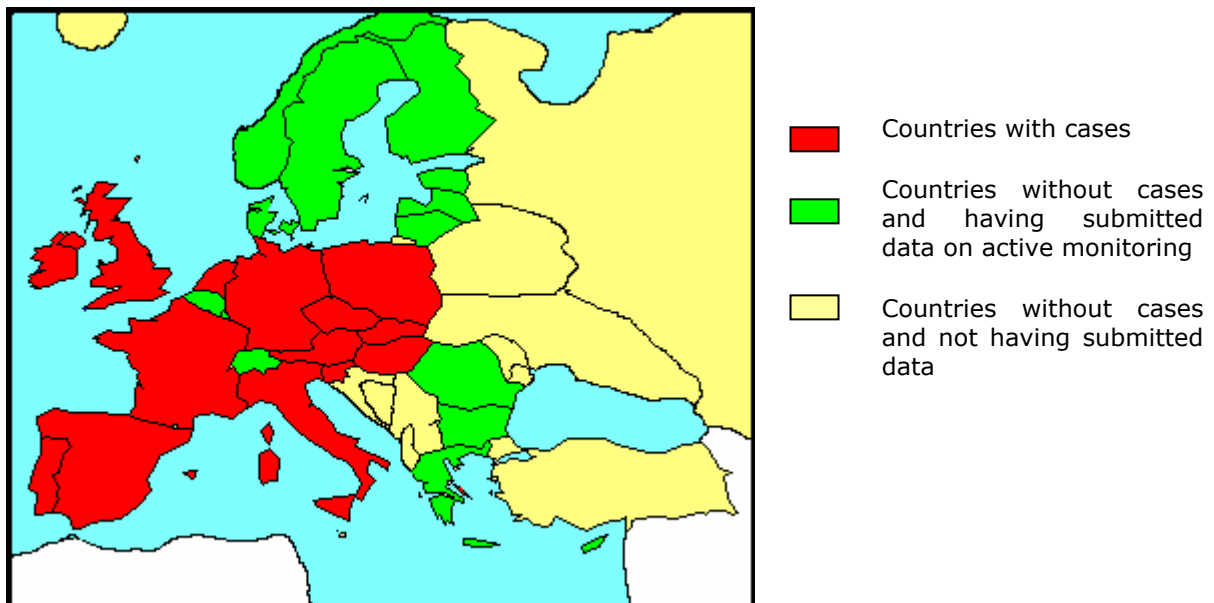 Countries with cases
Countries without cases
and having submitted
data on active monitoring
Countries without cases
and not having submitted
data